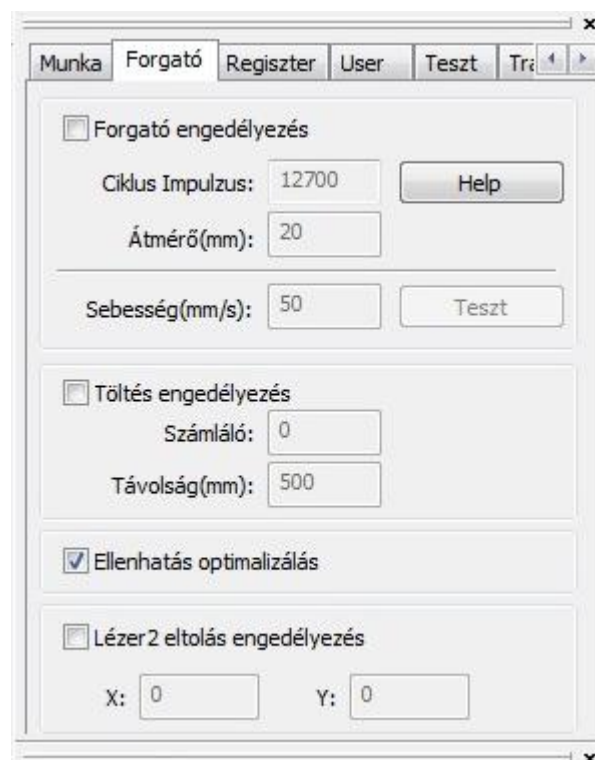 Munka Forgató Regiszter User Teszt
Forgató engedélyezés
Ciklus Impulzus: 12700 Help
Átmérő(mm): 20
Sebesség(mm/s): 50 Teszt
Töltés engedélyezés
Számláló: 0
Távolság(mm): 500
Ellenhatás optimalizálás
Lézer2 eltolás engedélyezés
X: 0 Y: 0